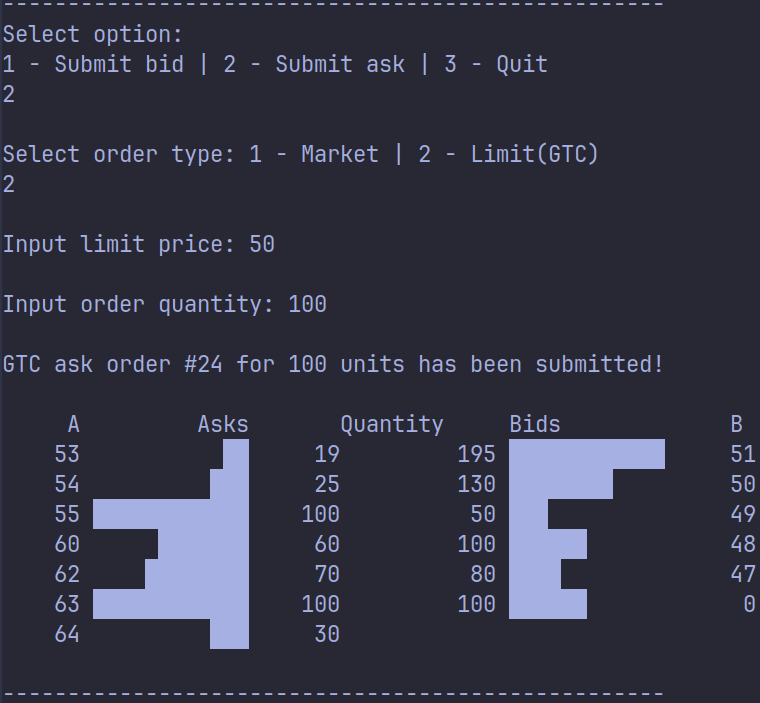 --------------------------------------------------
Select option:
1 - Submit bid | 2 - Submit ask | 3 - Quit
2
Select order type: 1 - Market | 2 - Limit(GTC)
2
Input limit price: 50
Input order quantity: 100
GTC ask order #24 for 100 units has been submitted!
A Asks Quantity Bids B
53 19 195 51
54 25 130 50
55 100 50 49
60 60 100 48
62 70 80 47
63 100 100 0
64 30
--------------------------------------------------